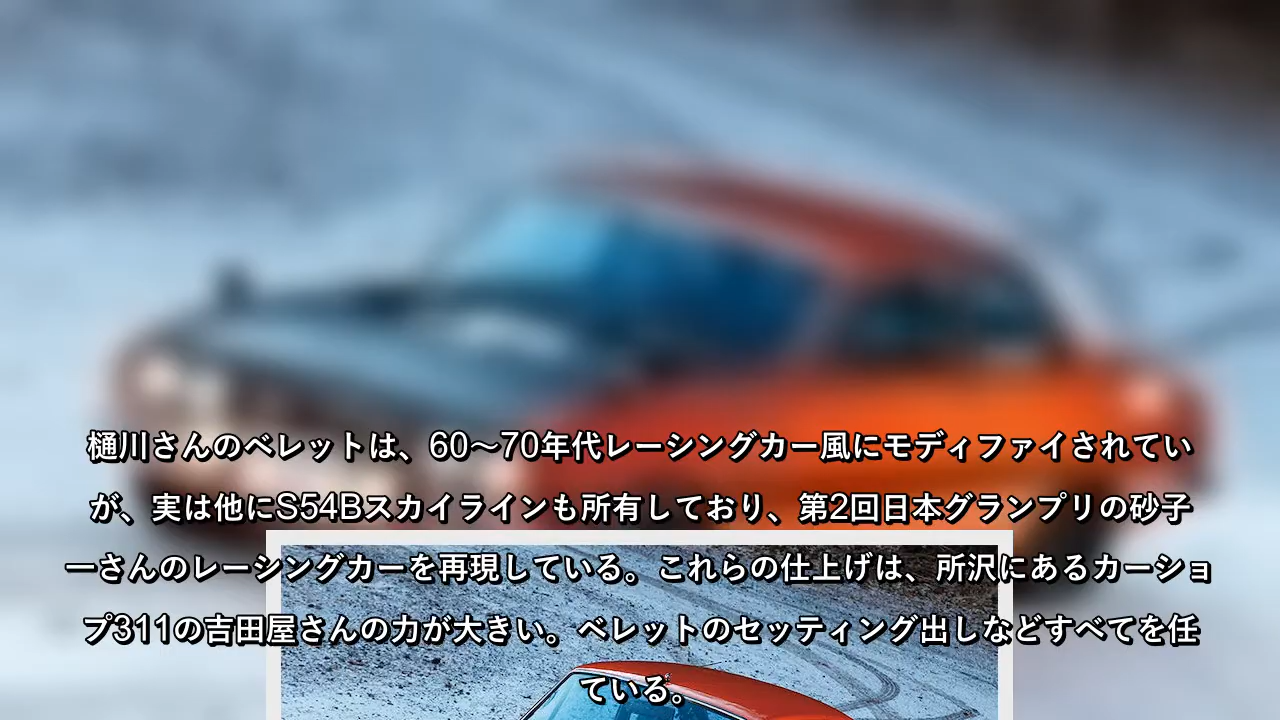 樋川さんのベレットは、60〜70年代レーシングカー風にモディファイされてい
が、実は他にS54Bスカイラインも所有しており、第2回日本グランプリの砂子
一さんのレーシングカーを再現している。これらの仕上げは、所沢にあるカーショ
プ311の吉田屋さんの力が大きい。ベレットのセッティング出しなどすべてを任
ている。